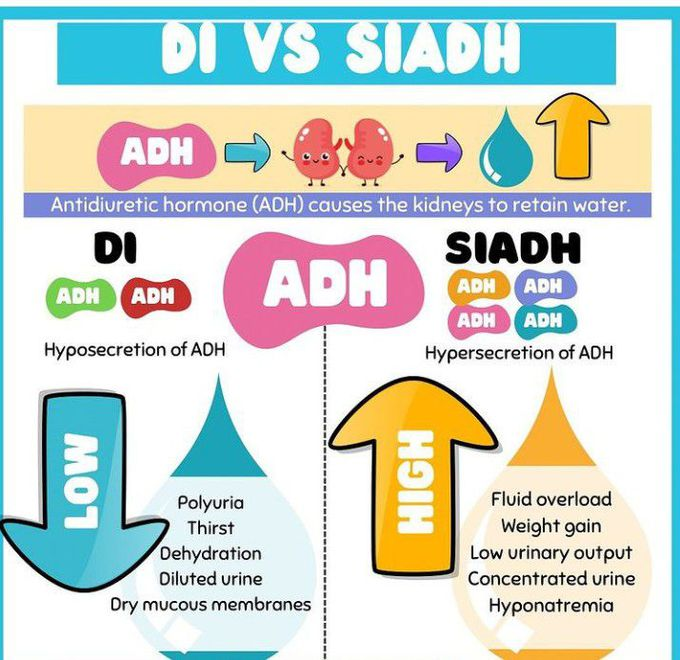 DI VS SIADH
ADH
Antidiuretic hormone (ADH) causes the kidneys to retain water.
DI
ADH ADH
Hyposecretion of ADH
LOW
Polyuria
Thirst
Dehydration
Diluted urine
Dry mucous membranes
ADH
SIADH
ADH ADH
ADH ADH
Hypersecretion of ADH
HIGH
Fluid overload
Weight gain
Low urinary output
Concentrated urine
Hyponatremia